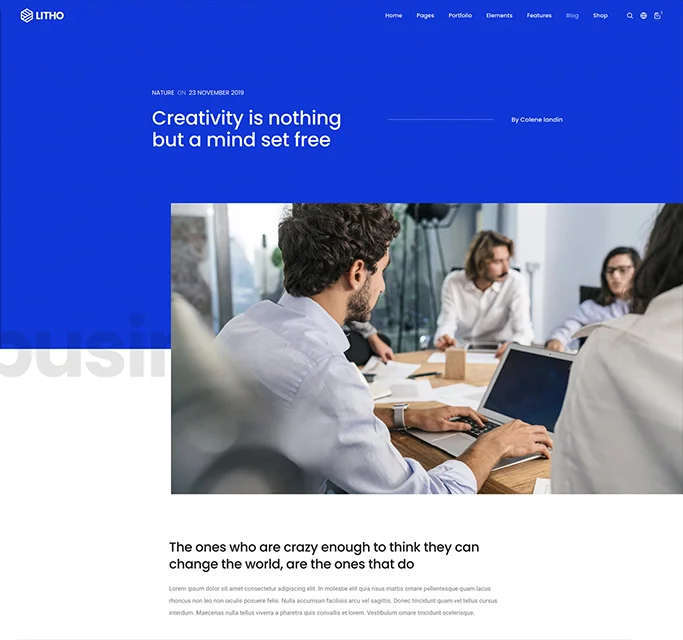 LITHO
Home Pages Portfolio Elements Features Blog Shop
NATURE ON 23 NOVEMBER 2019
Creativity is nothing
but a mind set free
By Colene landin
busin
The ones who are crazy enough to think they can
change the world, are the ones that do
Lorem ipsum dolor sit amet consectetur adipiscing elit. In molestie elit quis risus mattis ornare pellentesque quam lacus
rhoncus non leo non iaculis posuere felis. Nulla accumsan facilisis arcu vel sagittis. Donec tincidunt quam vel tellus cursus
interdum. Maecenas nulla tellus viverra a pharetra quis convallis et lorem. Vestibulum ornare tincidunt scelerisque.